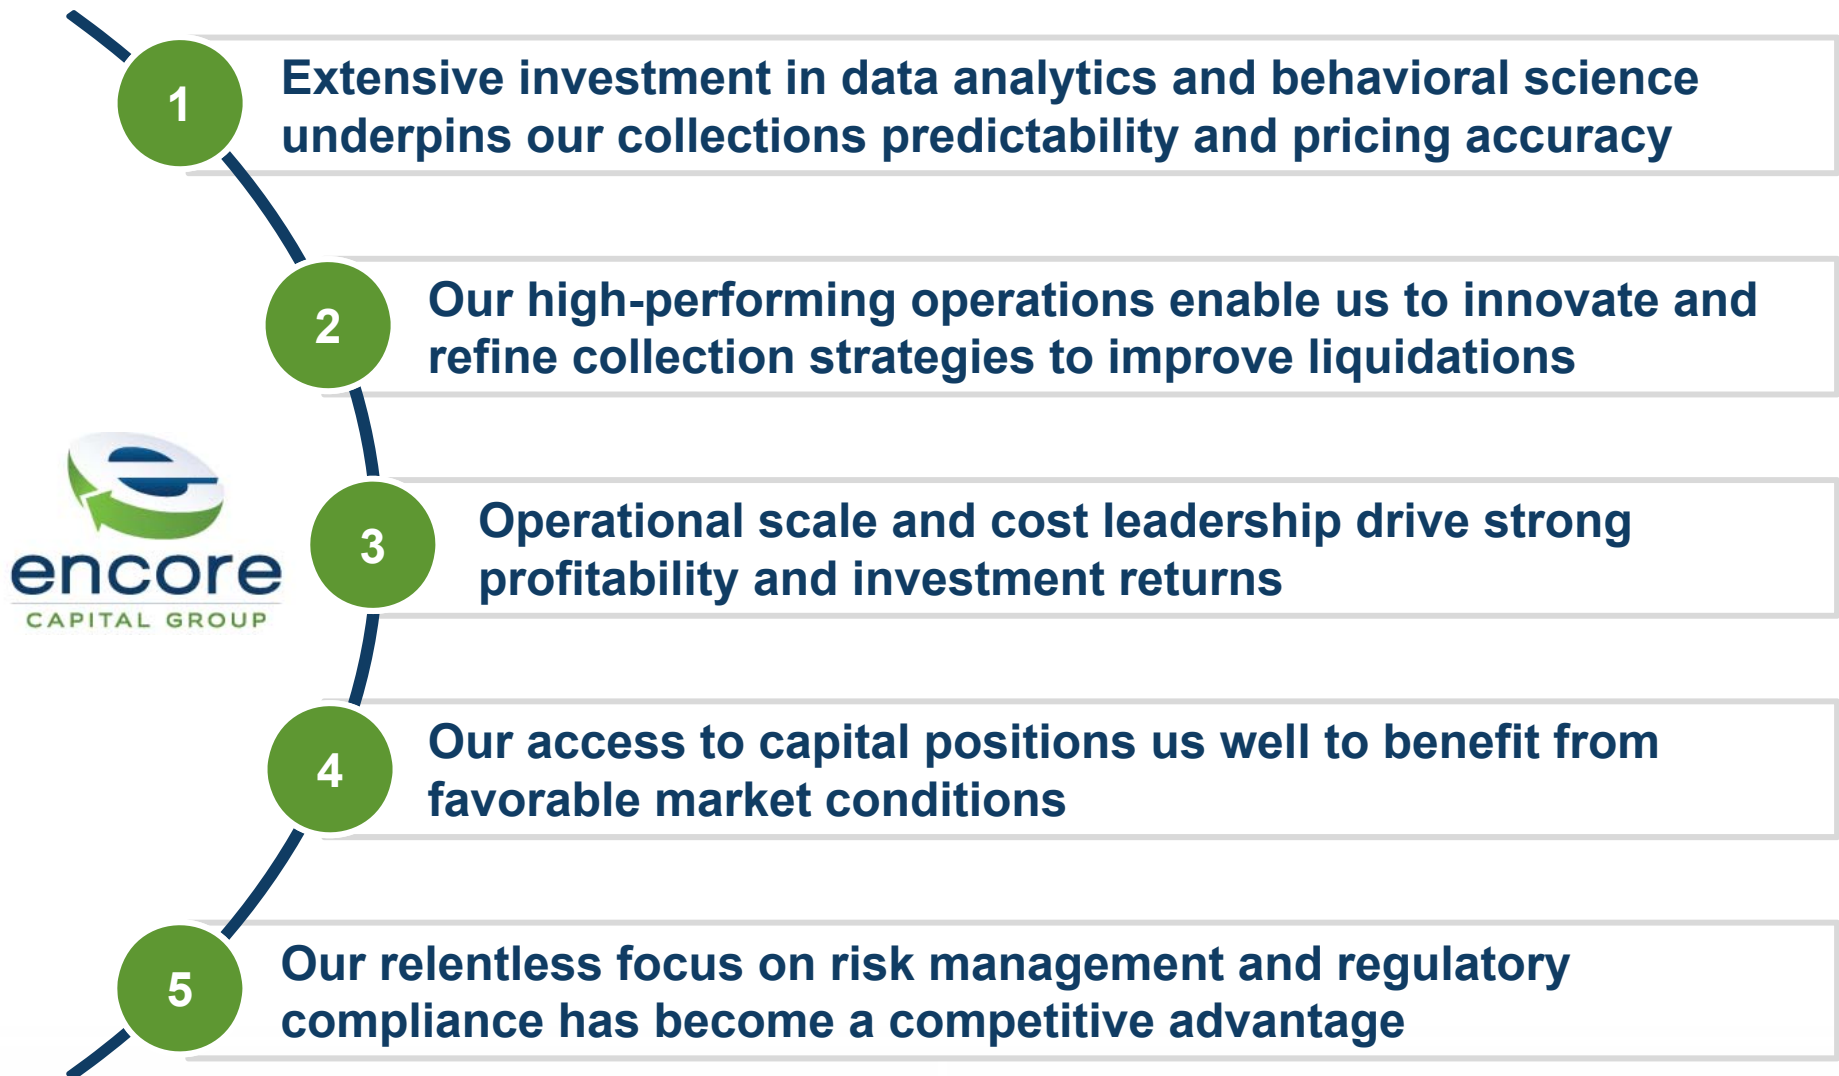 1
Extensive investment in data analytics and behavioral science
underpins our collections predictability and pricing accuracy
2
Our high-performing operations enable us to innovate and
refine collection strategies to improve liquidations
encore
CAPITAL GROUP
3
Operational scale and cost leadership drive strong
profitability and investment returns
4
Our access to capital positions us well to benefit from
favorable market conditions
5
Our relentless focus on risk management and regulatory
compliance has become a competitive advantage